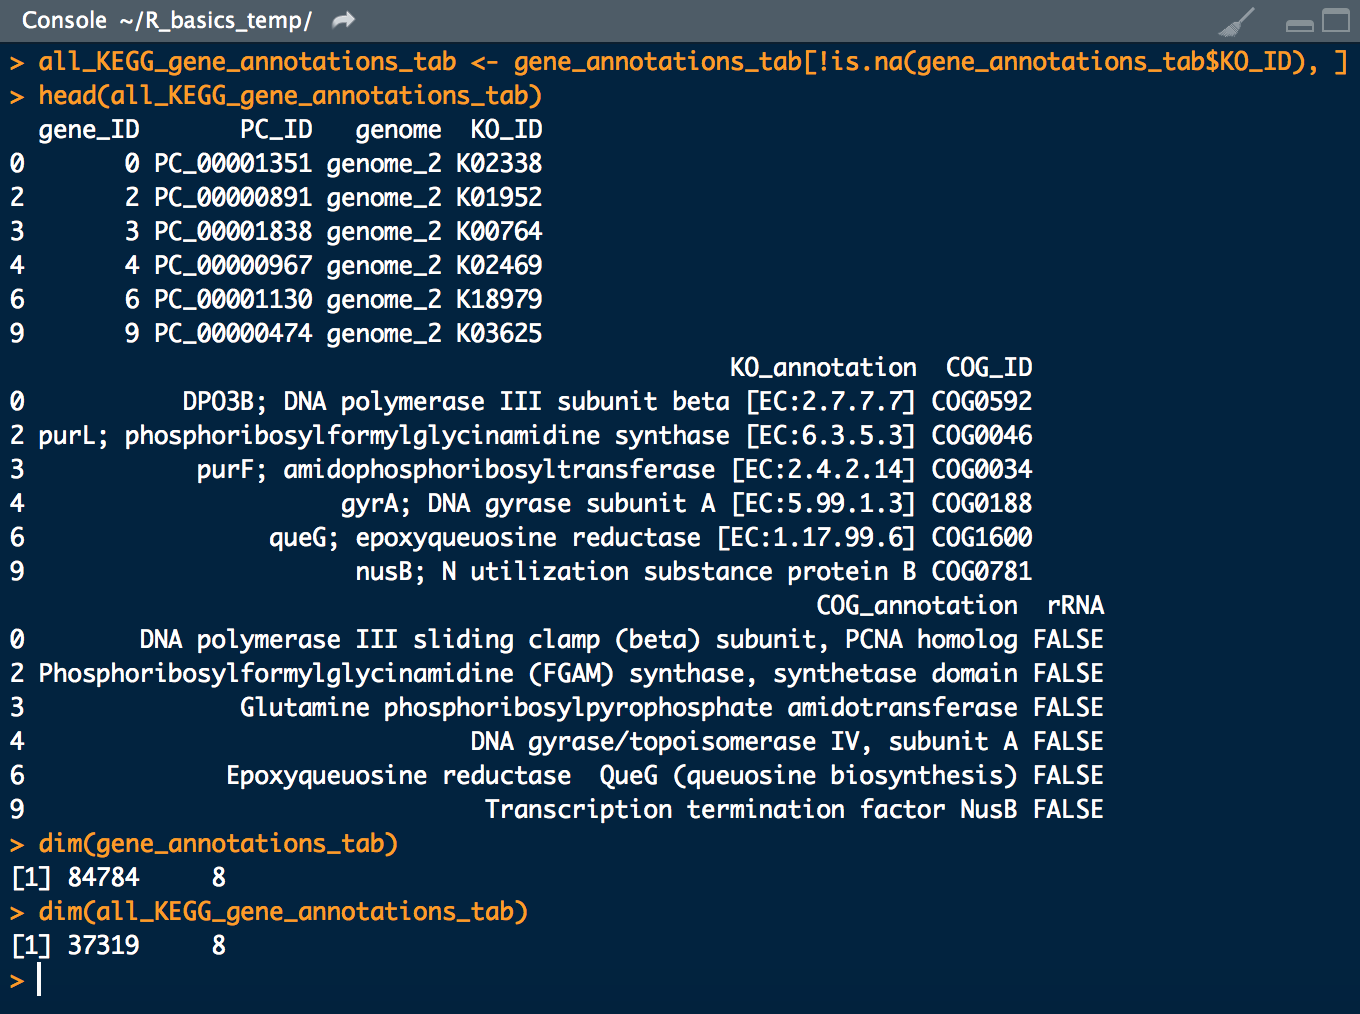 Console ~/R_basics_temp/
> all_KEGG_gene_annotations_tab <- gene_annotations_tab[!is.na(gene_annotations_tab$KO_ID), ]
> head(all_KEGG_gene_annotations_tab)
  gene_ID       PC_ID   genome  KO_ID
0       0 PC_00001351 genome_2 K02338
2       2 PC_00000891 genome_2 K01952
3       3 PC_00001838 genome_2 K00764
4       4 PC_00000967 genome_2 K02469
6       6 PC_00001130 genome_2 K18979
9       9 PC_00000474 genome_2 K03625
                                                  KO_annotation  COG_ID
0            DPO3B; DNA polymerase III subunit beta [EC:2.7.7.7] COG0592
2 purL; phosphoribosylformylglycinamidine synthase [EC:6.3.5.3] COG0046
3            purF; amidophosphoribosyltransferase [EC:2.4.2.14] COG0034
4                      gyrA; DNA gyrase subunit A [EC:5.99.1.3] COG0188
6                 queG; epoxyqueuosine reductase [EC:1.17.99.6] COG1600
9                       nusB; N utilization substance protein B COG0781
                                                      COG_annotation  rRNA
0         DNA polymerase III sliding clamp (beta) subunit, PCNA homolog FALSE
2 Phosphoribosylformylglycinamidine (FGAM) synthase, synthetase domain FALSE
3               Glutamine phosphoribosylpyrophosphate amidotransferase FALSE
4                               DNA gyrase/topoisomerase IV, subunit A FALSE
6              Epoxyqueuosine reductase  QueG (queuosine biosynthesis) FALSE
9                                Transcription termination factor NusB FALSE
> dim(gene_annotations_tab)
[1] 84784     8
> dim(all_KEGG_gene_annotations_tab)
[1] 37319     8
>